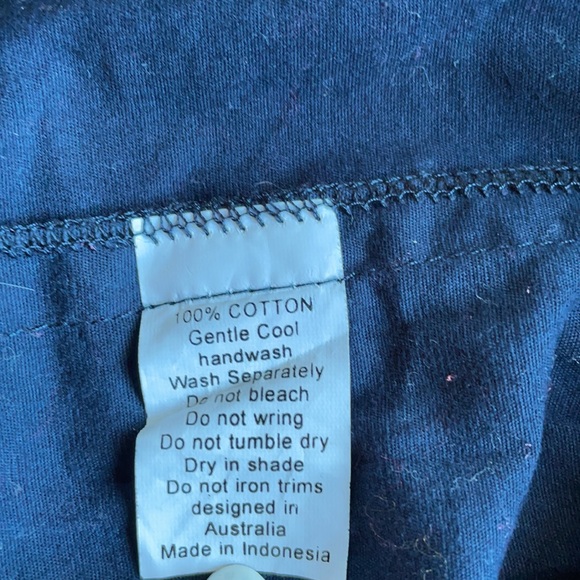 100% COTTON
Gentle Cool
handwash
Wash Separately
Do not bleach
Do not wring
Do not tumble dry
Dry in shade
Do not iron trims
designed in
Australia
Made in Indonesia